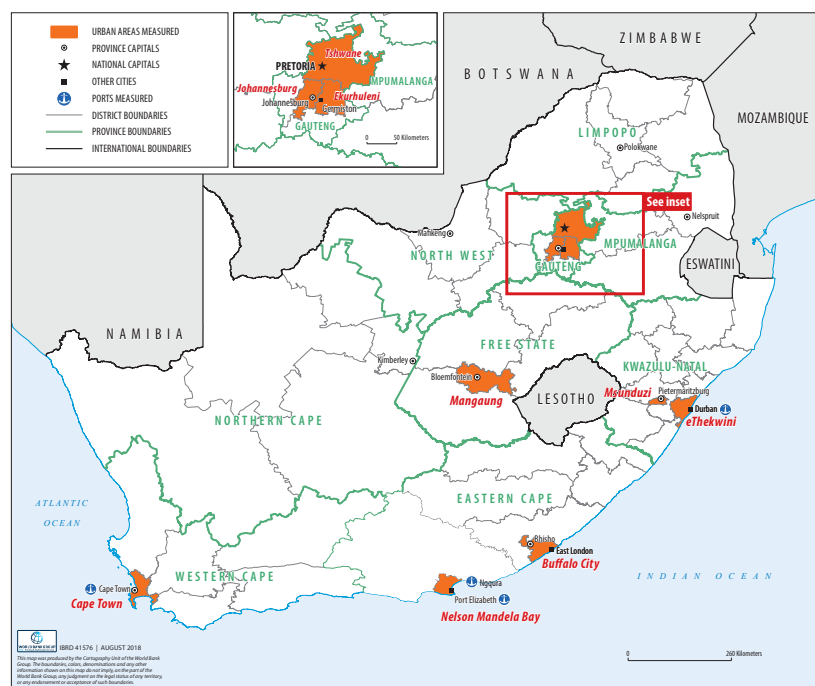 URBAN AREAS MEASURED
PROVINCE CAPITALS
NATIONAL CAPITALS
OTHER CITIES
PORTS MEASURED
DISTRICT BOUNDARIES
PROVINCE BOUNDARIES
INTERNATIONAL BOUNDARIES
Tshwane
PRETORIA
MPUMALANGA
Johannesburg
Ekurhuleni
Johannesburg
Germiston
GAUTENG
0 50 Kilometers
ZIMBABWE
BOTSWANA
MOZAMBIQUE
LIMPOPO
Polokwane
See inset
Nelspruit
Mafikeng
NORTH WEST
MPUMALANGA
GAUTENG
ESWATINI
NAMIBIA
FREE STATE
Kimberley
KWAZULU-NATAL
Bloemfontein
Mangaung
LESOTHO
Msunduzi
Pietermaritzburg
Durban
eThekwini
NORTHERN CAPE
EASTERN CAPE
ATLANTIC
OCEAN
Bhisho
East London
Buffalo City
INDIAN OCEAN
WESTERN CAPE
Ngqura
Cape Town
Port Elizabeth
Cape Town
Nelson Mandela Bay
WORLD BANK GROUP
IBRD 41576 | AUGUST 2018
This map was produced by the Cartography Unit of the World Bank
Group. The boundaries, colors, denominations and any other
information shown on this map do not imply, on the part of the
World Bank Group, any judgment on the legal status of any territory,
or any endorsement or acceptance of such boundaries.
0 260 Kilometers